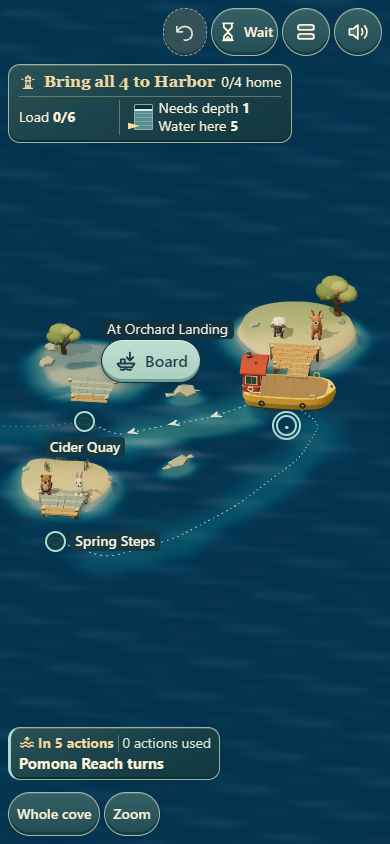 Wait
Bring all 4 to Harbor 0/4 home
Load 0/6
Needs depth 1
Water here 5
At Orchard Landing
Board
Cider Quay
Spring Steps
In 5 actions 0 actions used
Pomona Reach turns
Whole cove
Zoom